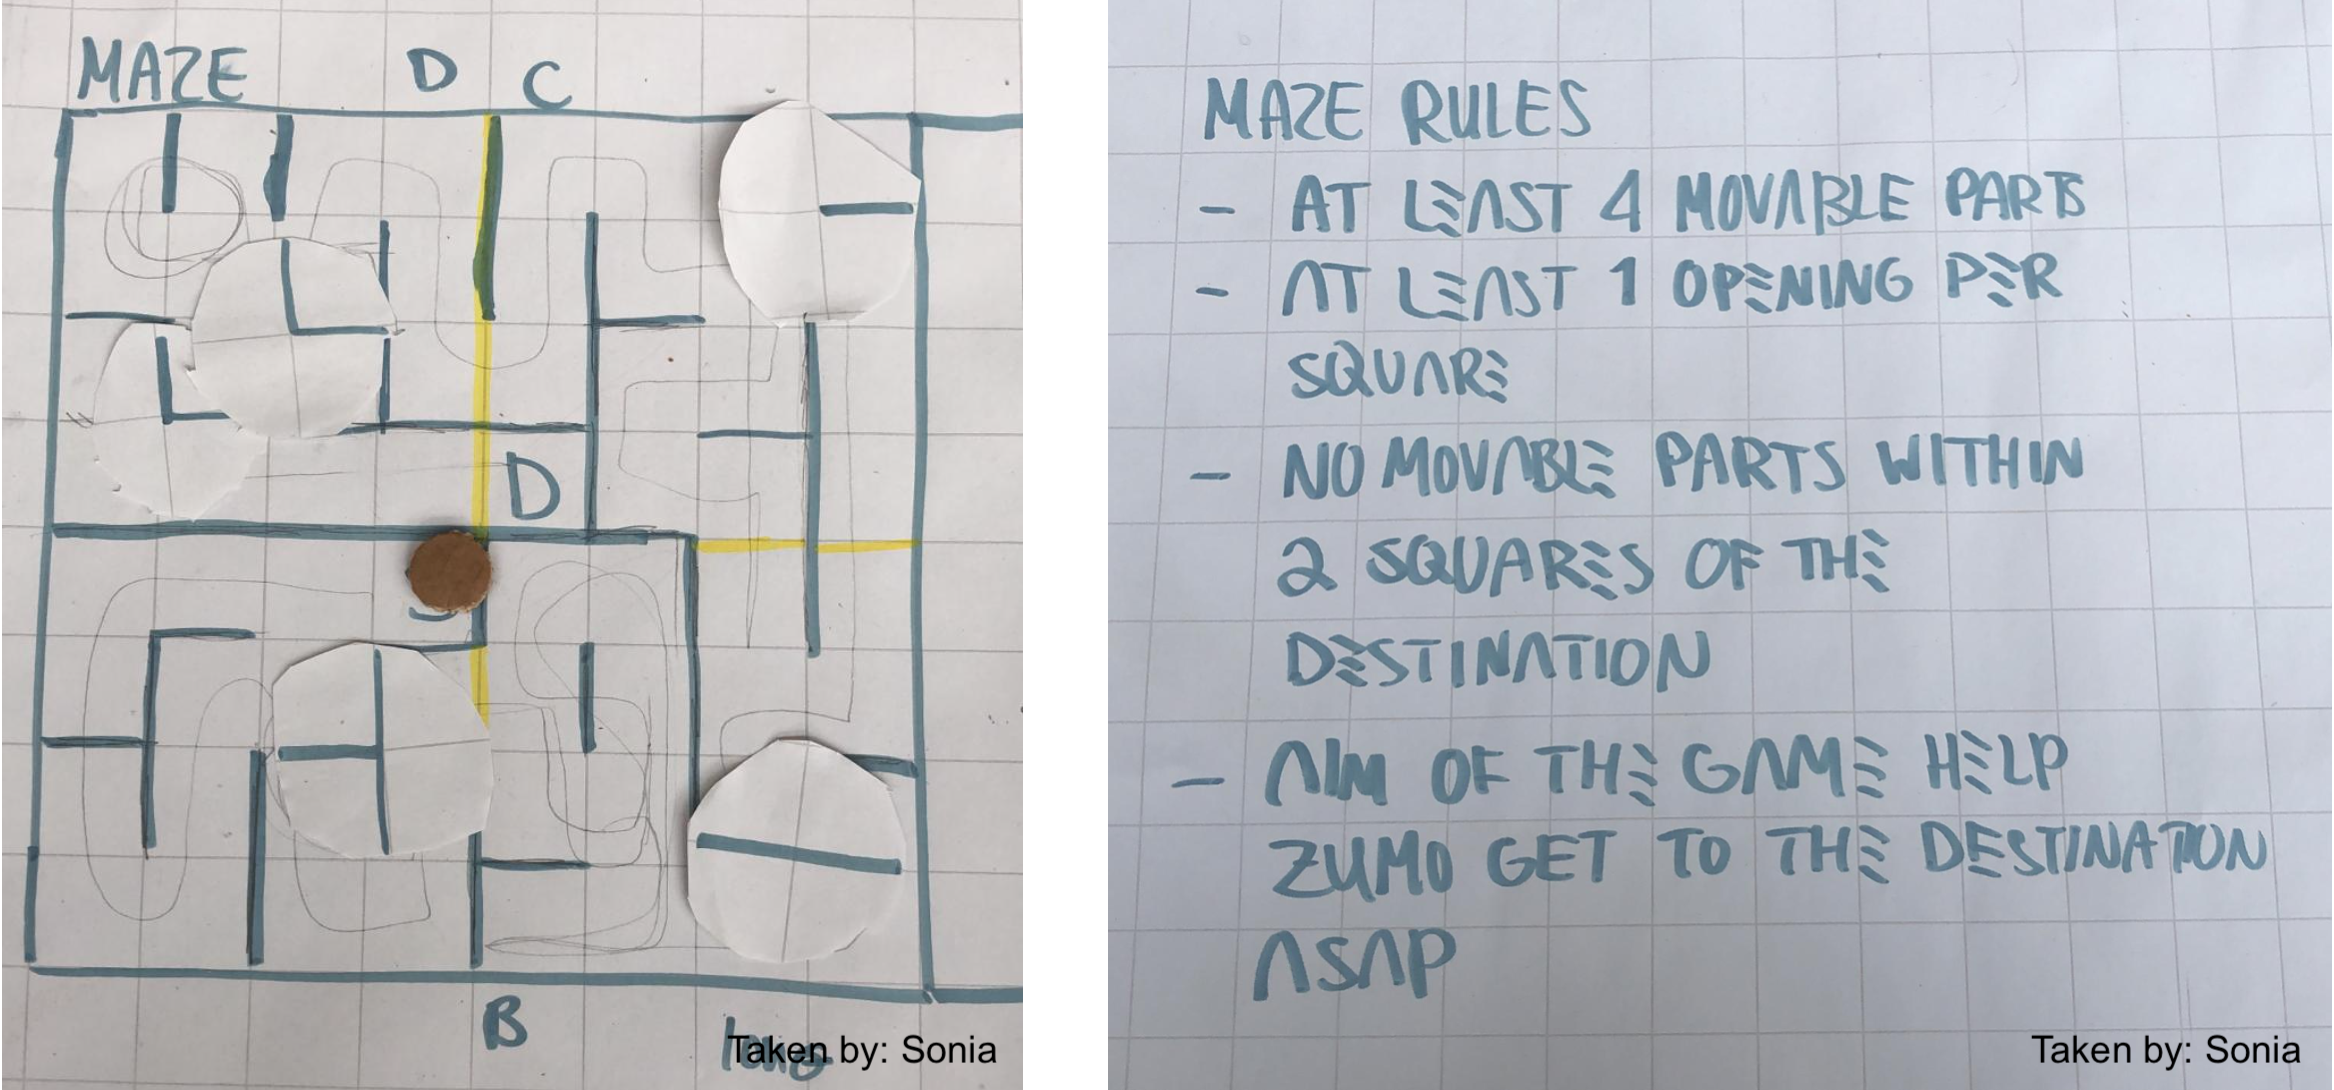 MAZE D C
D
B
Taken by: Sonia
MAZE RULES
- AT LEAST 4 MOVABLE PARTS
- AT LEAST 1 OPENING PER
SQUARE
- NO MOVABLE PARTS WITHIN
2 SQUARES OF THE
DESTINATION
- AIM OF THE GAME HELP
ZUMO GET TO THE DESTINATION
ASAP
Taken by: Sonia